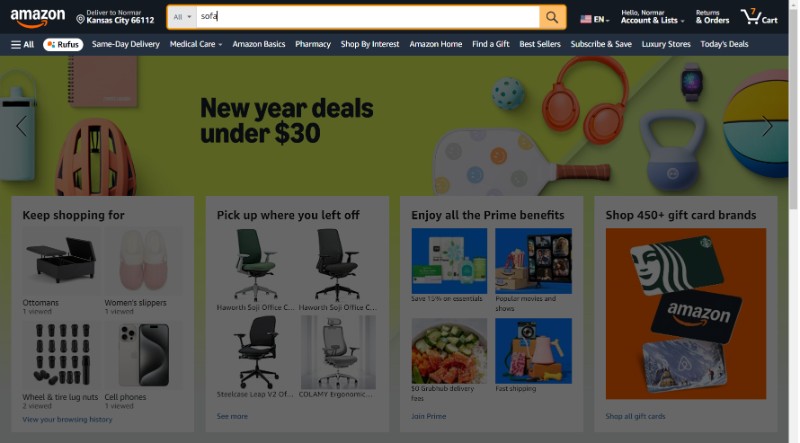 amazon
Deliver to Normar
Kansas City 66112
All
sofa
EN
Hello, Normar
Account & Lists
Returns
& Orders
7
Cart
All
Rufus
Same-Day Delivery
Medical Care
Amazon Basics
Pharmacy
Shop By Interest
Amazon Home
Find a Gift
Best Sellers
Subscribe & Save
Luxury Stores
Today's Deals
New year deals
under $30
Keep shopping for
Ottomans
1 viewed
Women's slippers
1 viewed
Wheel & tire lug nuts
2 viewed
Cell phones
1 viewed
View your browsing history
Pick up where you left off
Haworth Soji Office C...
Haworth Soji Office C...
Steelcase Leap V2 Of...
COLAMY Ergonomic ...
See more
Enjoy all the Prime benefits
Save 15% on essentials
Popular movies and
shows
$0 Grubhub delivery
fees
Fast shipping
Join Prime
Shop 450+ gift card brands
amazon
Shop all gift cards